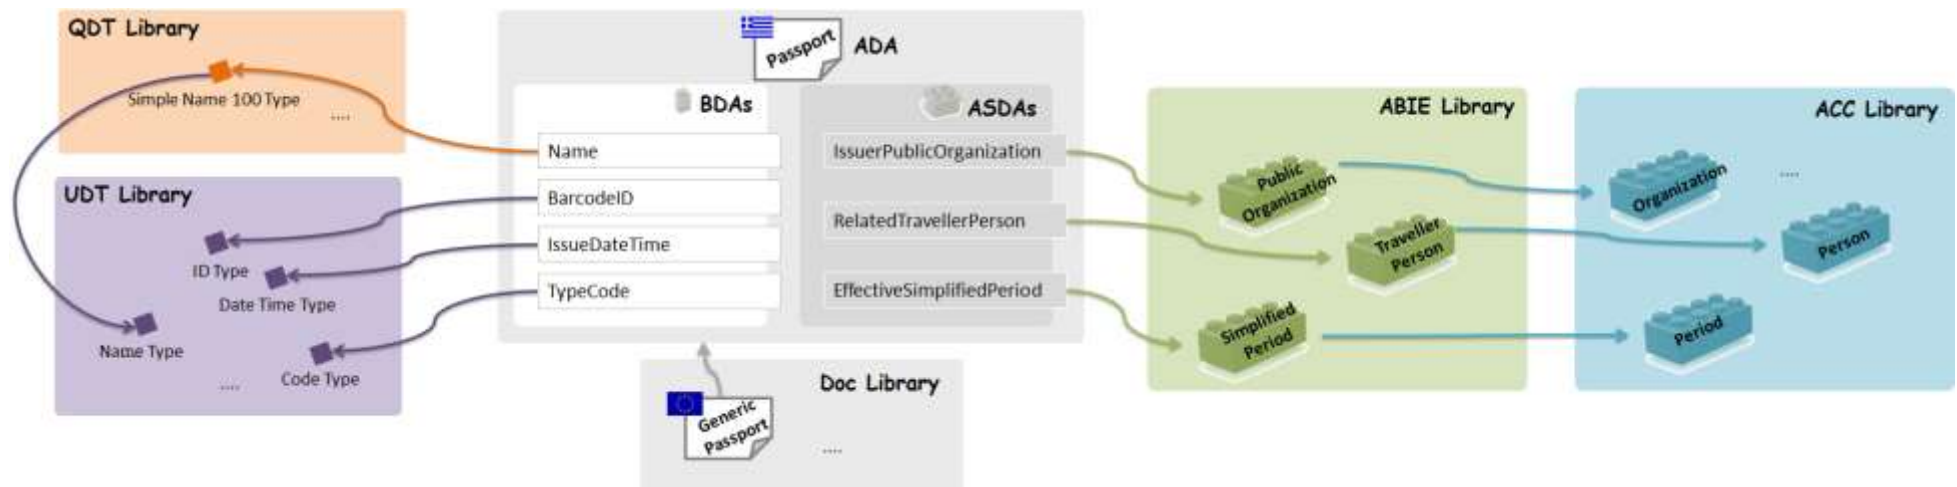 QDT Library
Simple Name 100 Type
....
UDT Library
ID Type
Date Time Type
Name Type
Code Type
....
Passport
ADA
BDAs
Name
BarcodeID
IssueDateTime
TypeCode
ASDAs
IssuerPublicOrganization
RelatedTravellerPerson
EffectiveSimplifiedPeriod
Doc Library
Generic
Passport
....
ABIE Library
Public
Organization
Traveller
Person
Simplified
Period
ACC Library
Organization
....
Person
Period